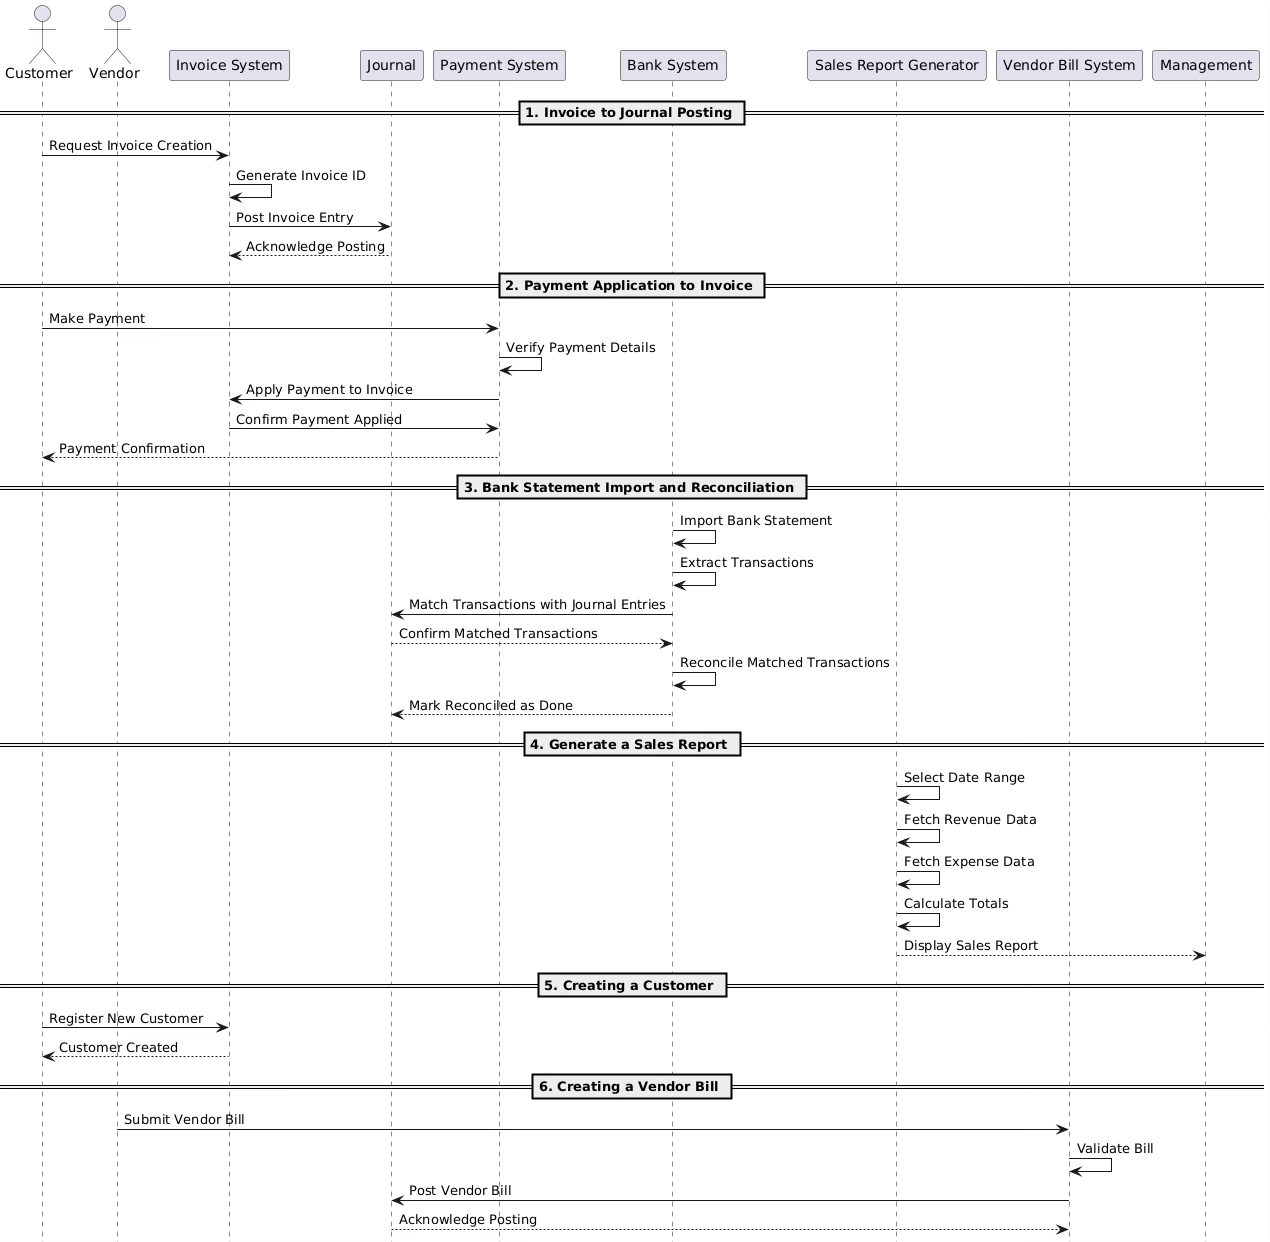 Customer
Vendor
Invoice System
Journal
Payment System
Bank System
Sales Report Generator
Vendor Bill System
Management
1. Invoice to Journal Posting
Request Invoice Creation
Generate Invoice ID
Post Invoice Entry
Acknowledge Posting
2. Payment Application to Invoice
Make Payment
Verify Payment Details
Apply Payment to Invoice
Confirm Payment Applied
Payment Confirmation
3. Bank Statement Import and Reconciliation
Import Bank Statement
Extract Transactions
Match Transactions with Journal Entries
Confirm Matched Transactions
Reconcile Matched Transactions
Mark Reconciled as Done
4. Generate a Sales Report
Select Date Range
Fetch Revenue Data
Fetch Expense Data
Calculate Totals
Display Sales Report
5. Creating a Customer
Register New Customer
Customer Created
6. Creating a Vendor Bill
Submit Vendor Bill
Validate Bill
Post Vendor Bill
Acknowledge Posting